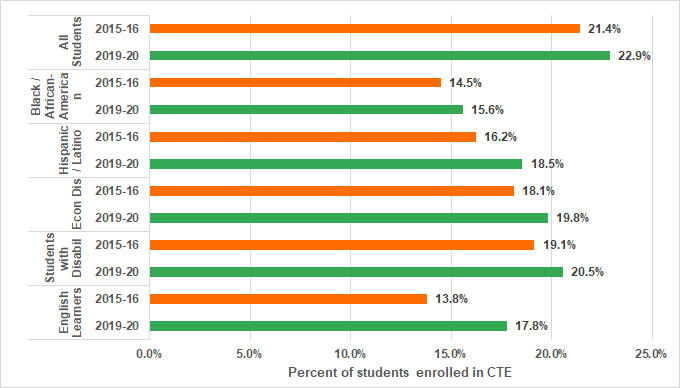 All
Students
2015-16
21.4%
2019-20
22.9%
Black /
African-
America
n
2015-16
14.5%
2019-20
15.6%
Hispanic
/ Latino
2015-16
16.2%
2019-20
18.5%
Econ Dis
2015-16
18.1%
2019-20
19.8%
Students
with
Disabil
2015-16
19.1%
2019-20
20.5%
English
Learners
2015-16
13.8%
2019-20
17.8%
0.0% 5.0% 10.0% 15.0% 20.0% 25.0%
Percent of students enrolled in CTE